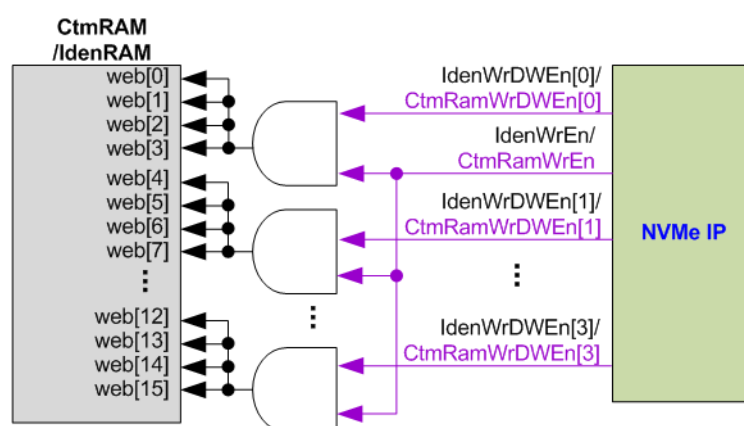 CtmRAM
/IdenRAM
web[0]
web[1]
web[2]
web[3]
web[4]
web[5]
web[6]
web[7]
web[12]
web[13]
web[14]
web[15]
IdenWrDWEn[0]/
CtmRamWrDWEn[0]
IdenWrEn/
CtmRamWrEn
IdenWrDWEn[1]/
CtmRamWrDWEn[1]
IdenWrDWEn[3]/
CtmRamWrDWEn[3]
NVMe IP